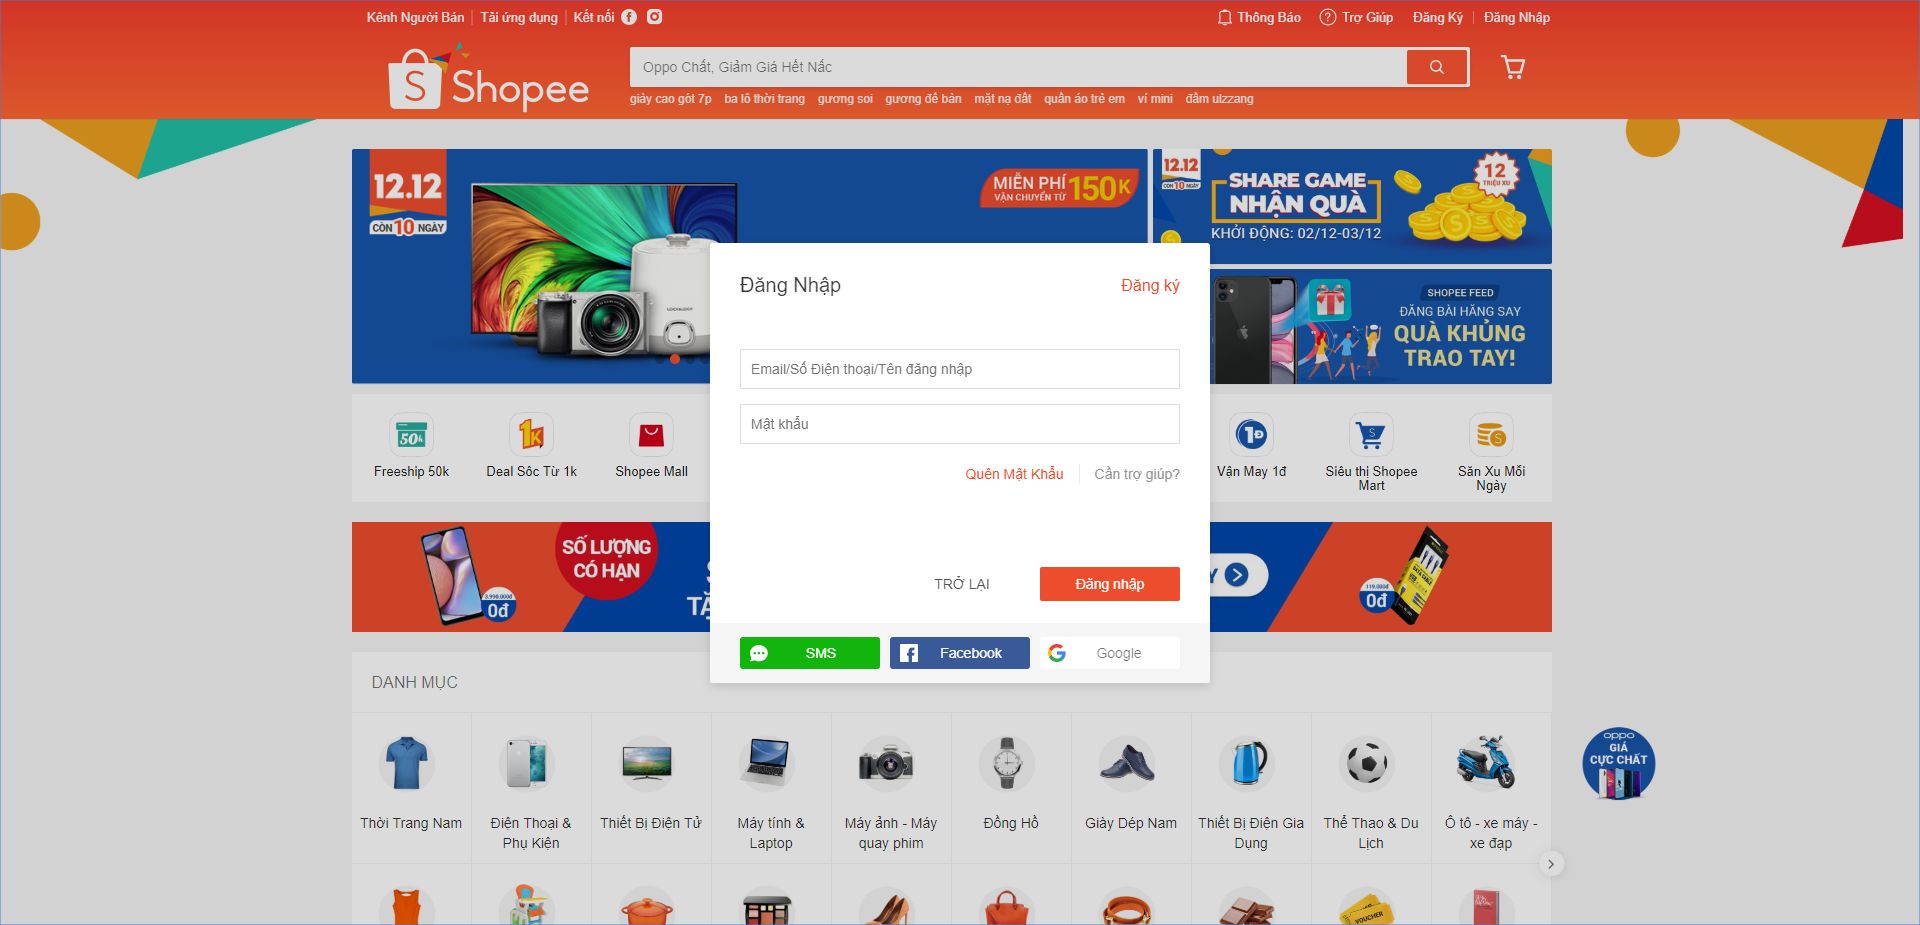 Kênh Người Bán
Tải ứng dụng
Kết nối
Thông Báo
Trợ Giúp
Đăng Ký
Đăng Nhập
Shopee
Oppo Chất, Giảm Giá Hết Nấc
giày cao gót 7p
ba lô thời trang
gương soi
gương để bàn
mặt nạ đất
quần áo trẻ em
ví mini
đầm ulzzang
12.12
CÒN 10 NGÀY
MIỄN PHÍ
VẬN CHUYỂN TỪ
150K
12.12
CÒN 10 NGÀY
SHARE GAME
NHẬN QUÀ
KHỞI ĐỘNG: 02/12-03/12
12
TRIỆU XU
SHOPEE FEED
ĐĂNG BÀI HĂNG SAY
QUÀ KHỦNG
TRAO TAY!
Đăng Nhập
Đăng ký
Email/Số Điện thoại/Tên đăng nhập
Mật khẩu
Quên Mật Khẩu
Cần trợ giúp?
TRỞ LẠI
Đăng nhập
SMS
Facebook
Google
50k
1K
1Đ
Freeship 50k
Deal Sốc Từ 1k
Shopee Mall
Vận May 1đ
Siêu thị Shopee
Mart
Săn Xu Mỗi
Ngày
SỐ LƯỢNG
CÓ HẠN
3.990.000đ
0đ
S
TẶ
Y
119.000đ
0đ
DANH MỤC
Thời Trang Nam
Điện Thoại &
Phụ Kiện
Thiết Bị Điện Tử
Máy tính &
Laptop
Máy ảnh - Máy
quay phim
Đồng Hồ
Giày Dép Nam
Thiết Bị Điện Gia
Dụng
Thể Thao & Du
Lịch
Ô tô - xe máy -
xe đạp
oppo
GIÁ
CỰC CHẤT
VOUCHER